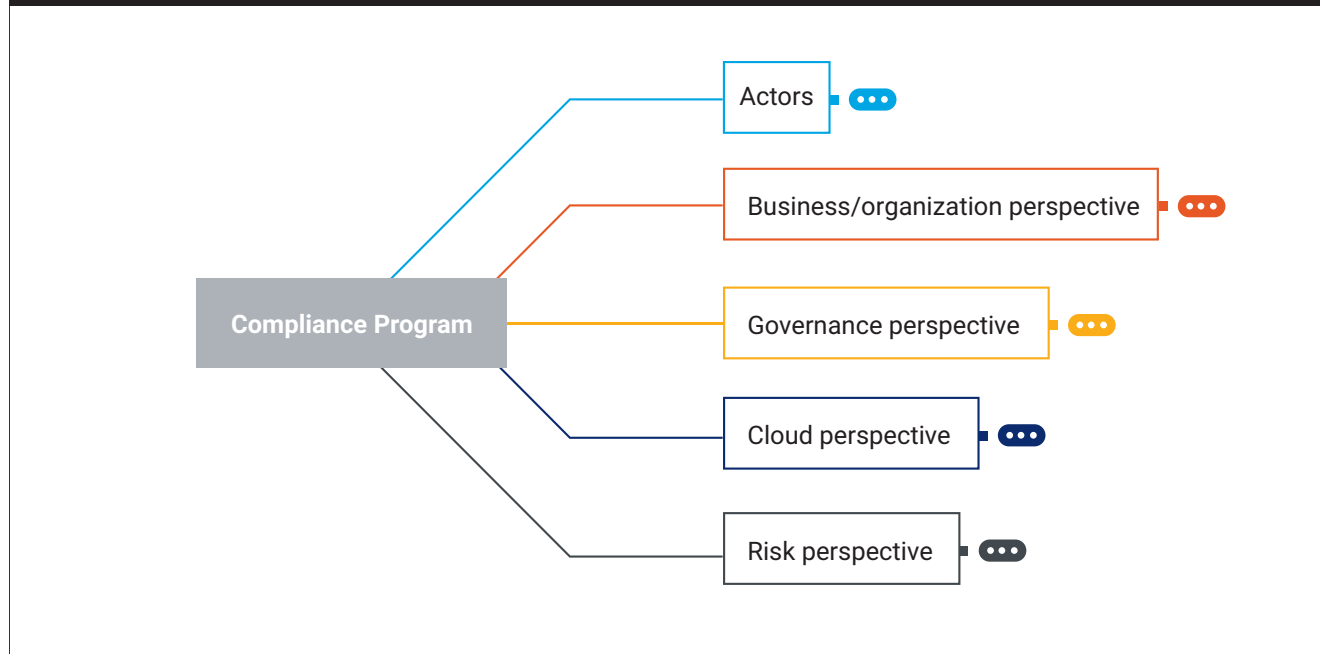 Actors
Business/organization perspective
Compliance Program
Governance perspective
Cloud perspective
Risk perspective